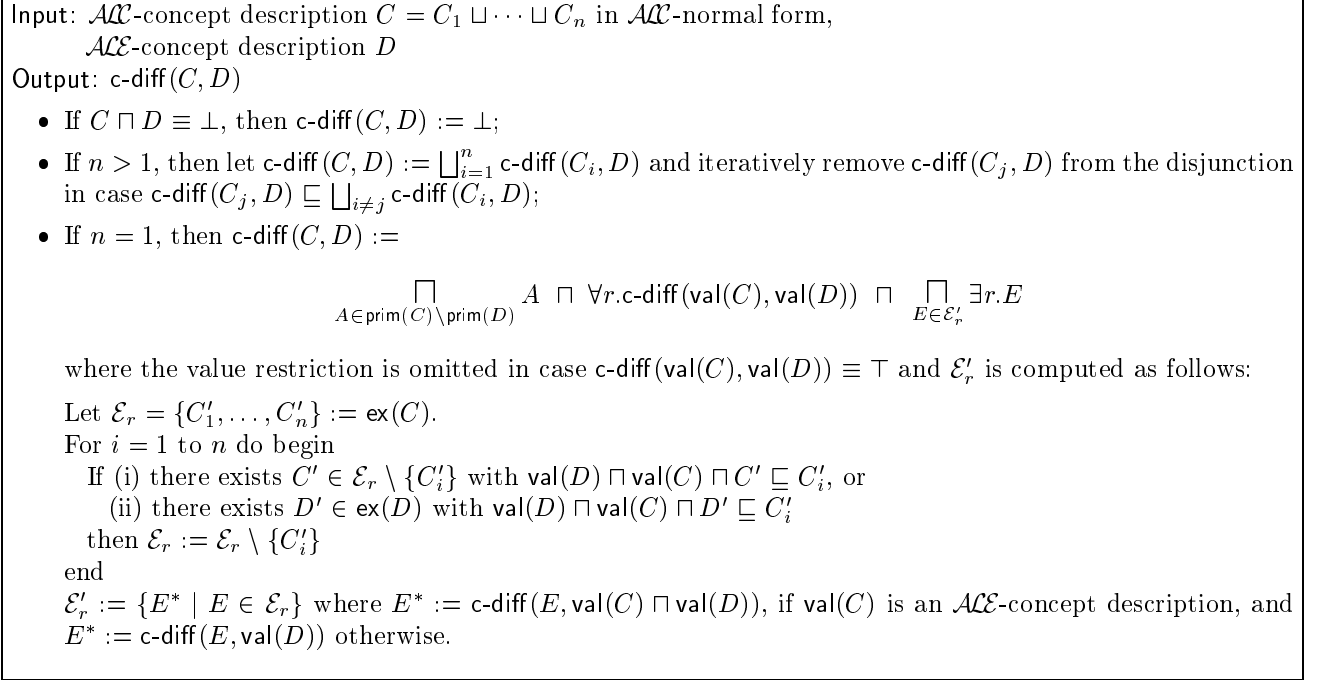 Input: 𝒜ℒ𝒞-concept description C = C₁ ⊔ ··· ⊔ Cₙ in 𝒜ℒ𝒞-normal form,
𝒜ℒℰ-concept description D
Output: c-diff(C, D)
• If C ⊓ D ≡ ⊥, then c-diff(C, D) := ⊥;
• If n > 1, then let c-diff(C, D) := ⨆ⁿᵢ₌₁ c-diff(Cᵢ, D) and iteratively remove c-diff(Cⱼ, D) from the disjunction
in case c-diff(Cⱼ, D) ⊑ ⨆ᵢ≠ⱼ c-diff(Cᵢ, D);
• If n = 1, then c-diff(C, D) :=
⨅_{A∈prim(C)\prim(D)} A ⊓ ∀r.c-diff(val(C), val(D)) ⊓ ⨅_{E∈ℰ′ᵣ} ∃r.E
where the value restriction is omitted in case c-diff(val(C), val(D)) ≡ ⊤ and ℰ′ᵣ is computed as follows:
Let ℰᵣ = {C′₁, . . . , C′ₙ} := ex(C).
For i = 1 to n do begin
If (i) there exists C′ ∈ ℰᵣ \ {C′ᵢ} with val(D) ⊓ val(C) ⊓ C′ ⊑ C′ᵢ, or
(ii) there exists D′ ∈ ex(D) with val(D) ⊓ val(C) ⊓ D′ ⊑ C′ᵢ
then ℰᵣ := ℰᵣ \ {C′ᵢ}
end
ℰ′ᵣ := {E* | E ∈ ℰᵣ} where E* := c-diff(E, val(C) ⊓ val(D)), if val(C) is an 𝒜ℒℰ-concept description, and
E* := c-diff(E, val(D)) otherwise.